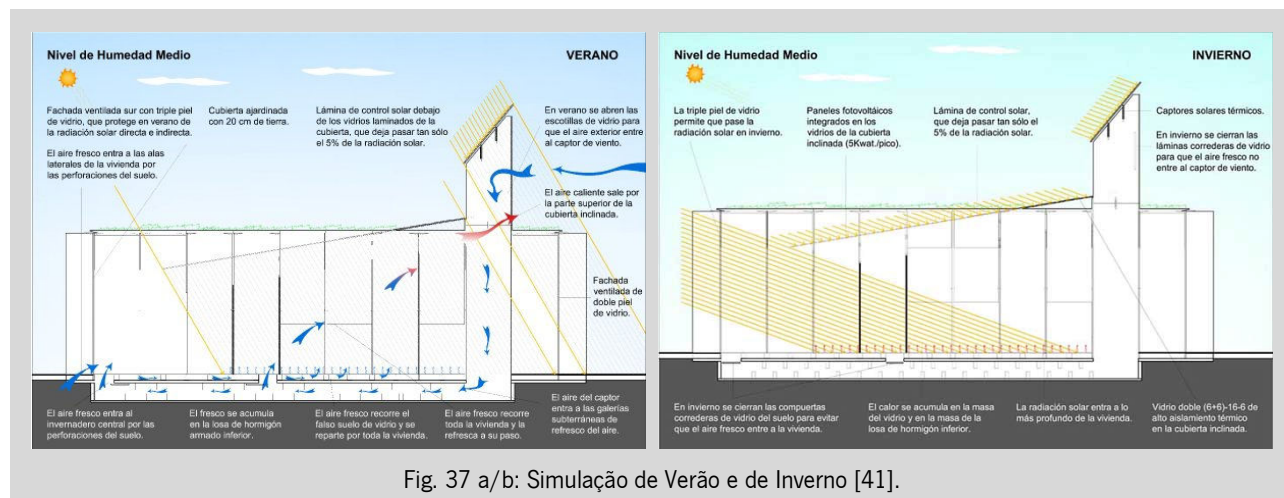 Nivel de Humedad Medio
VERANO
Fachada ventilada sur con triple piel
de vidrio, que protege en verano de
la radiación solar directa e indirecta.
El aire fresco entra a las alas
laterales de la vivienda por
las perforaciones del suelo.
Cubierta ajardinada
con 20 cm de tierra.
Lámina de control solar debajo
de los vidrios laminados de la
cubierta, que deja pasar tan sólo
el 5% de la radiación solar.
En verano se abren las
escotillas de vidrio para
que el aire exterior entre
al captor de viento.
El aire caliente sale por
la parte superior de la
cubierta inclinada.
Fachada
ventilada de
doble piel
de vidrio.
El aire fresco entra al
invernadero central por las
perforaciones del suelo.
El fresco se acumula
en la losa de hormigón
armado inferior.
El aire fresco recorre el
falso suelo de vidrio y se
reparte por toda la vivienda.
El aire fresco recorre
toda la vivienda y la
refresca a su paso.
El aire del captor
entra a las galerías
subterráneas de
refresco del aire.
Nivel de Humedad Medio
INVIERNO
La triple piel de vidrio
permite que pase la
radiación solar en invierno.
Paneles fotovoltáicos
integrados en los
vidrios de la cubierta
inclinada (5Kwat./pico).
Lámina de control solar,
que deja pasar tan sólo el
5% de la radiación solar.
Captores solares térmicos.
En invierno se cierran las
láminas correderas de vidrio
para que el aire fresco no
entre al captor de viento.
En invierno se cierran las compuertas
correderas de vidrio del suelo para evitar
que el aire fresco entre a la vivienda.
El calor se acumula en la masa
del vidrio y en la masa de la
losa de hormigón inferior.
La radiación solar entra a lo
más profundo de la vivienda.
Vidrio doble (6+6)-16-6 de
alto aislamiento térmico
en la cubierta inclinada.
Fig. 37 a/b: Simulação de Verão e de Inverno [41].